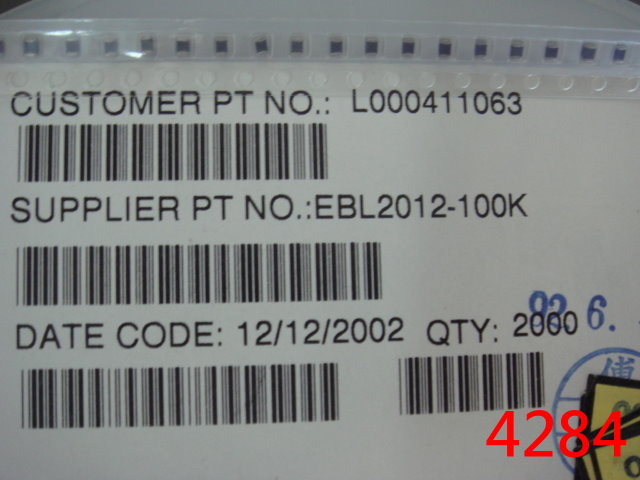 CUSTOMER PT NO.: L000411063
SUPPLIER PT NO.:EBL2012-100K
92.6.
DATE CODE: 12/12/2002 QTY: 2000
傅
4284